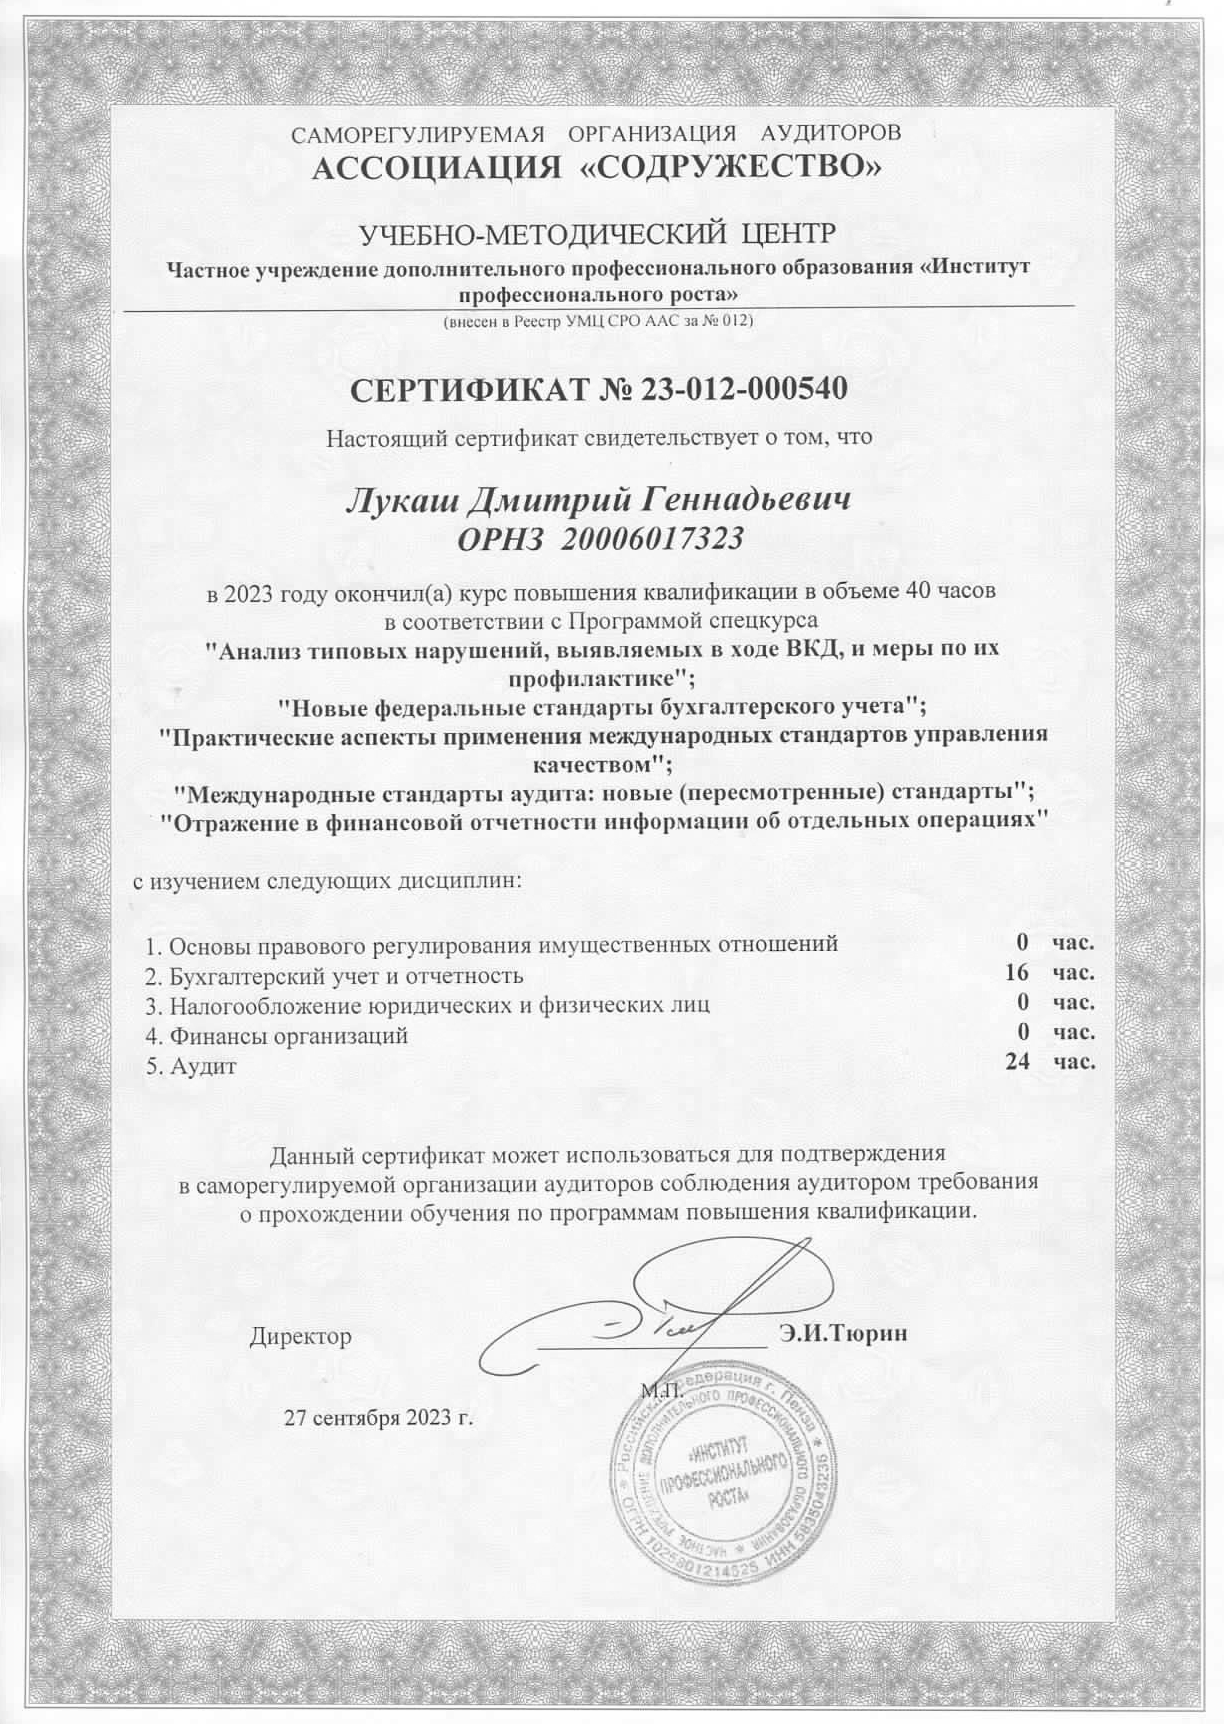 САМОРЕГУЛИРУЕМАЯ ОРГАНИЗАЦИЯ АУДИТОРОВ
АССОЦИАЦИЯ «СОДРУЖЕСТВО»
УЧЕБНО-МЕТОДИЧЕСКИЙ ЦЕНТР
Частное учреждение дополнительного профессионального образования «Институт
профессионального роста»
(внесен в Реестр УМЦ СРО ААС за № 012)
СЕРТИФИКАТ № 23-012-000540
Настоящий сертификат свидетельствует о том, что
Лукаш Дмитрий Геннадьевич
ОРНЗ 20006017323
в 2023 году окончил(а) курс повышения квалификации в объеме 40 часов
в соответствии с Программой спецкурса
"Анализ типовых нарушений, выявляемых в ходе ВКД, и меры по их
профилактике";
"Новые федеральные стандарты бухгалтерского учета";
"Практические аспекты применения международных стандартов управления
качеством";
"Международные стандарты аудита: новые (пересмотренные) стандарты";
"Отражение в финансовой отчетности информации об отдельных операциях"
с изучением следующих дисциплин:
1. Основы правового регулирования имущественных отношений 0 час.
2. Бухгалтерский учет и отчетность 16 час.
3. Налогообложение юридических и физических лиц 0 час.
4. Финансы организаций 0 час.
5. Аудит 24 час.
Данный сертификат может использоваться для подтверждения
в саморегулируемой организации аудиторов соблюдения аудитором требования
о прохождении обучения по программам повышения квалификации.
Директор Э.И.Тюрин
М.П.
27 сентября 2023 г.
Российская Федерация г. Пенза * ИНН 5835043236 * ОГРН 1025801214525
ЧАСТНОЕ УЧРЕЖДЕНИЕ ДОПОЛНИТЕЛЬНОГО ПРОФЕССИОНАЛЬНОГО ОБРАЗОВАНИЯ *
«ИНСТИТУТ
ПРОФЕССИОНАЛЬНОГО
РОСТА»